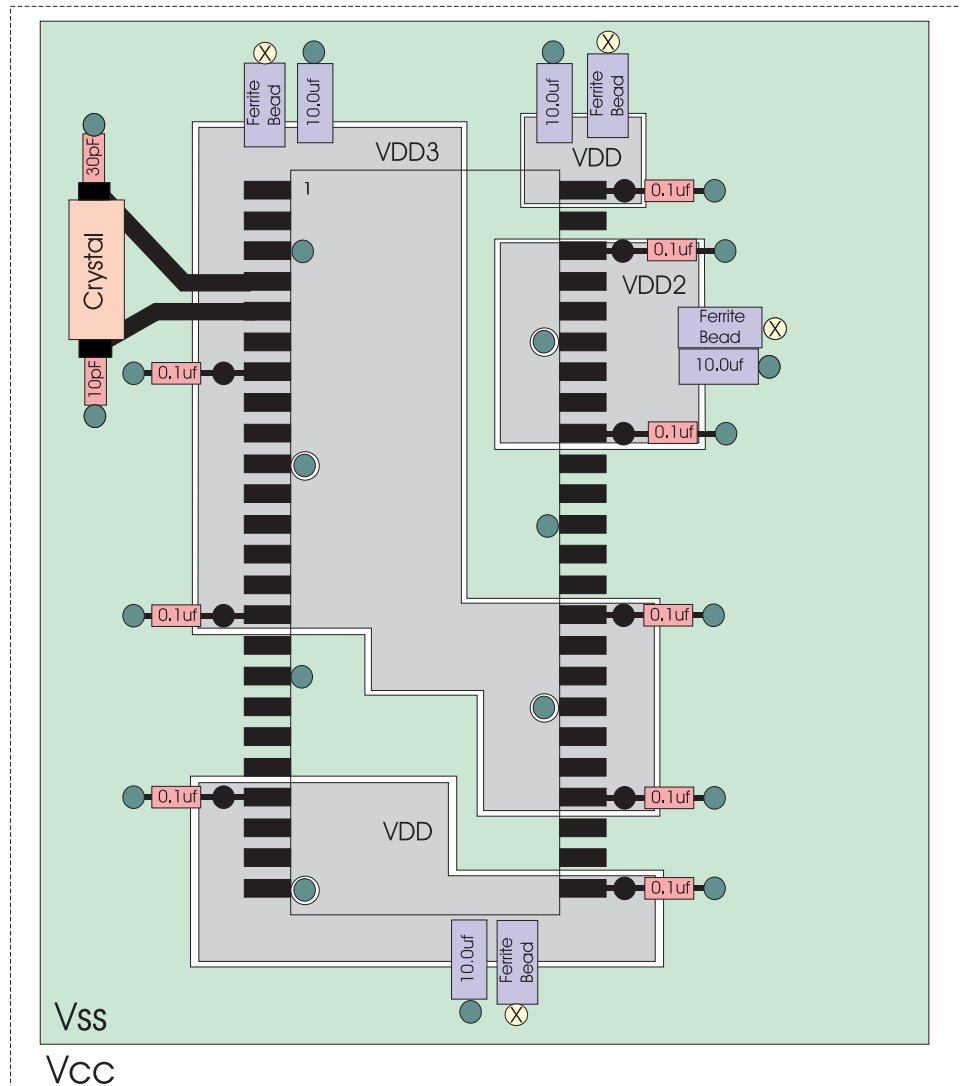 X
X
Ferrite
Bead
10.0uf
10.0uf
Ferrite
Bead
30pF
VDD3
VDD
1
0.1uf
0.1uf
Crystal
VDD2
Ferrite
Bead
X
10.0uf
10pF
0.1uf
0.1uf
0.1uf
0.1uf
0.1uf
0.1uf
VDD
0.1uf
10.0uf
Ferrite
Bead
X
Vss
Vcc